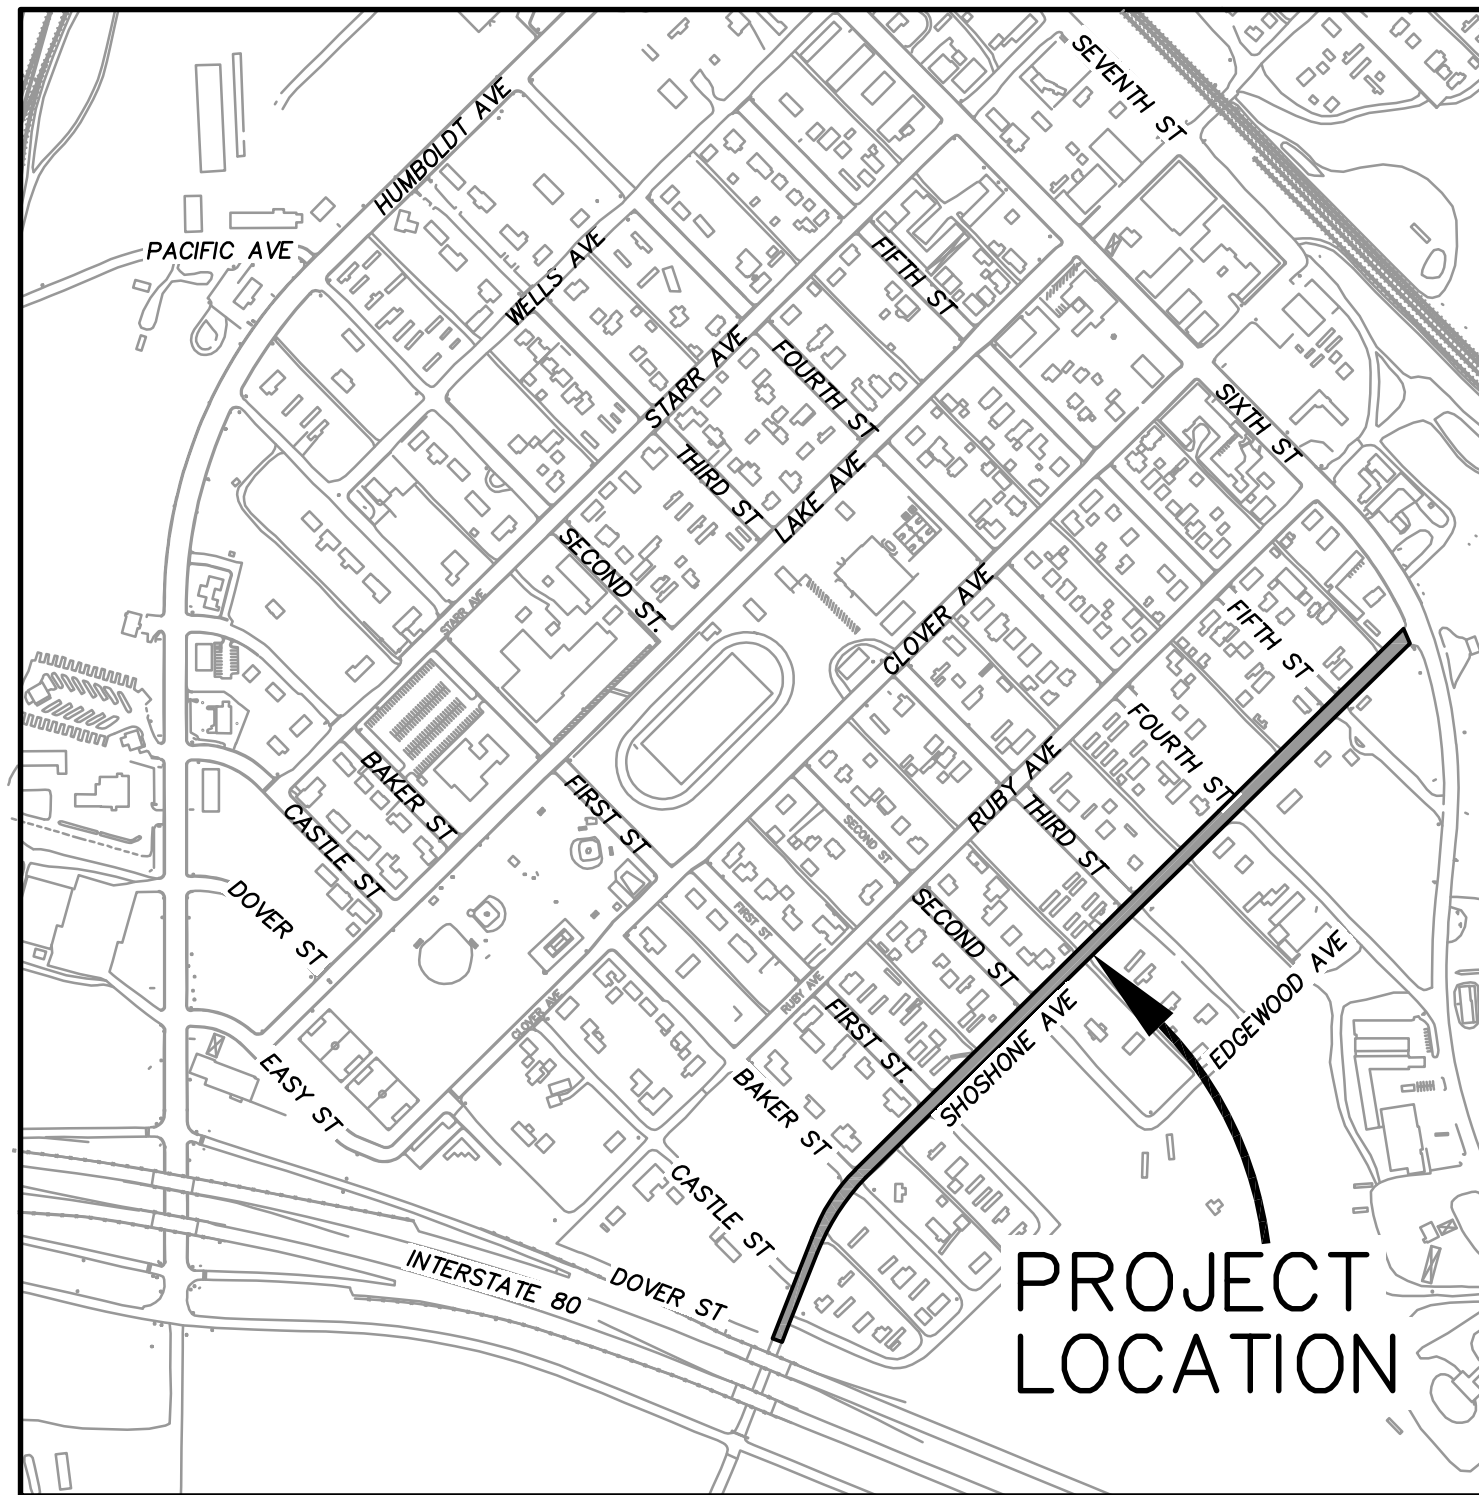 SEVENTH ST
HUMBOLDT AVE
PACIFIC AVE
WELLS AVE
FIFTH ST
STARR AVE
FOURTH ST
SIXTH ST
THIRD ST
LAKE AVE
SECOND ST.
STARR AVE
CLOVER AVE
FIFTH ST
FOURTH ST
BAKER ST
FIRST ST
RUBY AVE
CASTLE ST
SECOND ST
THIRD ST
DOVER ST
FIRST ST
SECOND ST
EDGEWOOD AVE
CLOVER AVE
RUBY AVE
FIRST ST.
SHOSHONE AVE
EASY ST
BAKER ST
CASTLE ST
INTERSTATE 80
DOVER ST
PROJECT
LOCATION